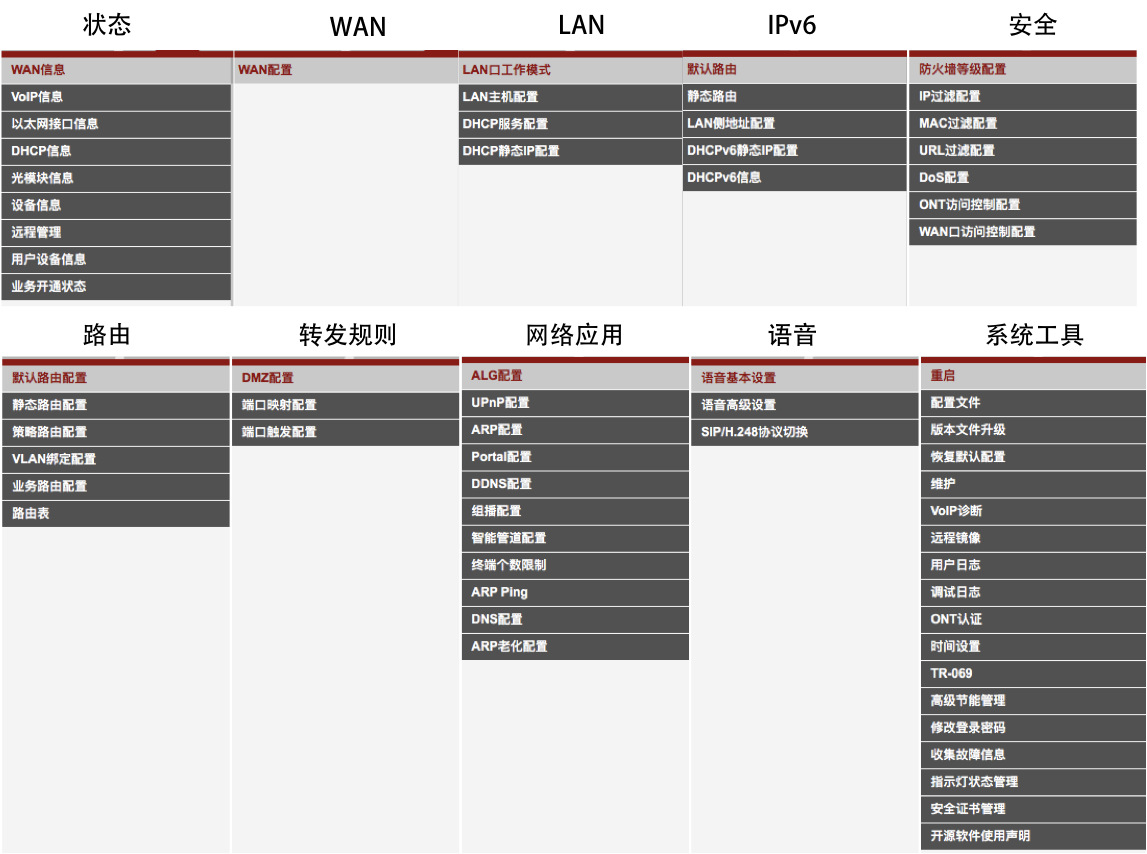 状态
WAN信息
VoIP信息
以太网接口信息
DHCP信息
光模块信息
设备信息
远程管理
用户设备信息
业务开通状态
WAN
WAN配置
LAN
LAN口工作模式
LAN主机配置
DHCP服务配置
DHCP静态IP配置
IPv6
默认路由
静态路由
LAN侧地址配置
DHCPv6静态IP配置
DHCPv6信息
安全
防火墙等级配置
IP过滤配置
MAC过滤配置
URL过滤配置
DoS配置
ONT访问控制配置
WAN口访问控制配置
路由
默认路由配置
静态路由配置
策略路由配置
VLAN绑定配置
业务路由配置
路由表
转发规则
DMZ配置
端口映射配置
端口触发配置
网络应用
ALG配置
UPnP配置
ARP配置
Portal配置
DDNS配置
组播配置
智能管道配置
终端个数限制
ARP Ping
DNS配置
ARP老化配置
语音
语音基本设置
语音高级设置
SIP/H.248协议切换
系统工具
重启
配置文件
版本文件升级
恢复默认配置
维护
VoIP诊断
远程镜像
用户日志
调试日志
ONT认证
时间设置
TR-069
高级节能管理
修改登录密码
收集故障信息
指示灯状态管理
安全证书管理
开源软件使用声明